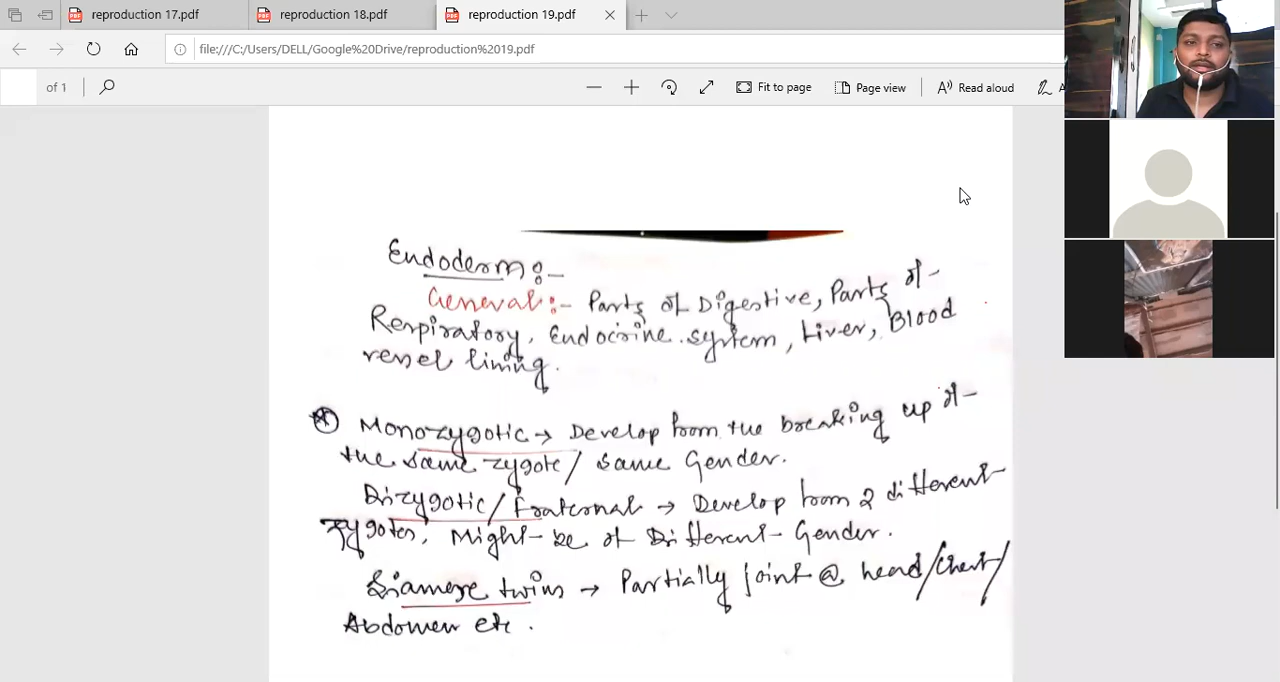 reproduction 17.pdf
reproduction 18.pdf
reproduction 19.pdf
file:///C:/Users/DELL/Google%20Drive/reproduction%2019.pdf
of 1
Fit to page
Page view
Read aloud
Endoderm :-
General :- Parts of Digestive, Parts of
Respiratory, Endocrine system, Liver, Blood
vessel lining.
Monozygotic → Develop from the breaking up of
the same zygote/ same Gender.
Dizygotic/Fraternal → Develop from 2 different
zygotes, Might be of Different Gender.
Siamese twins → Partially joint @ head/chest/
Abdomen etc.